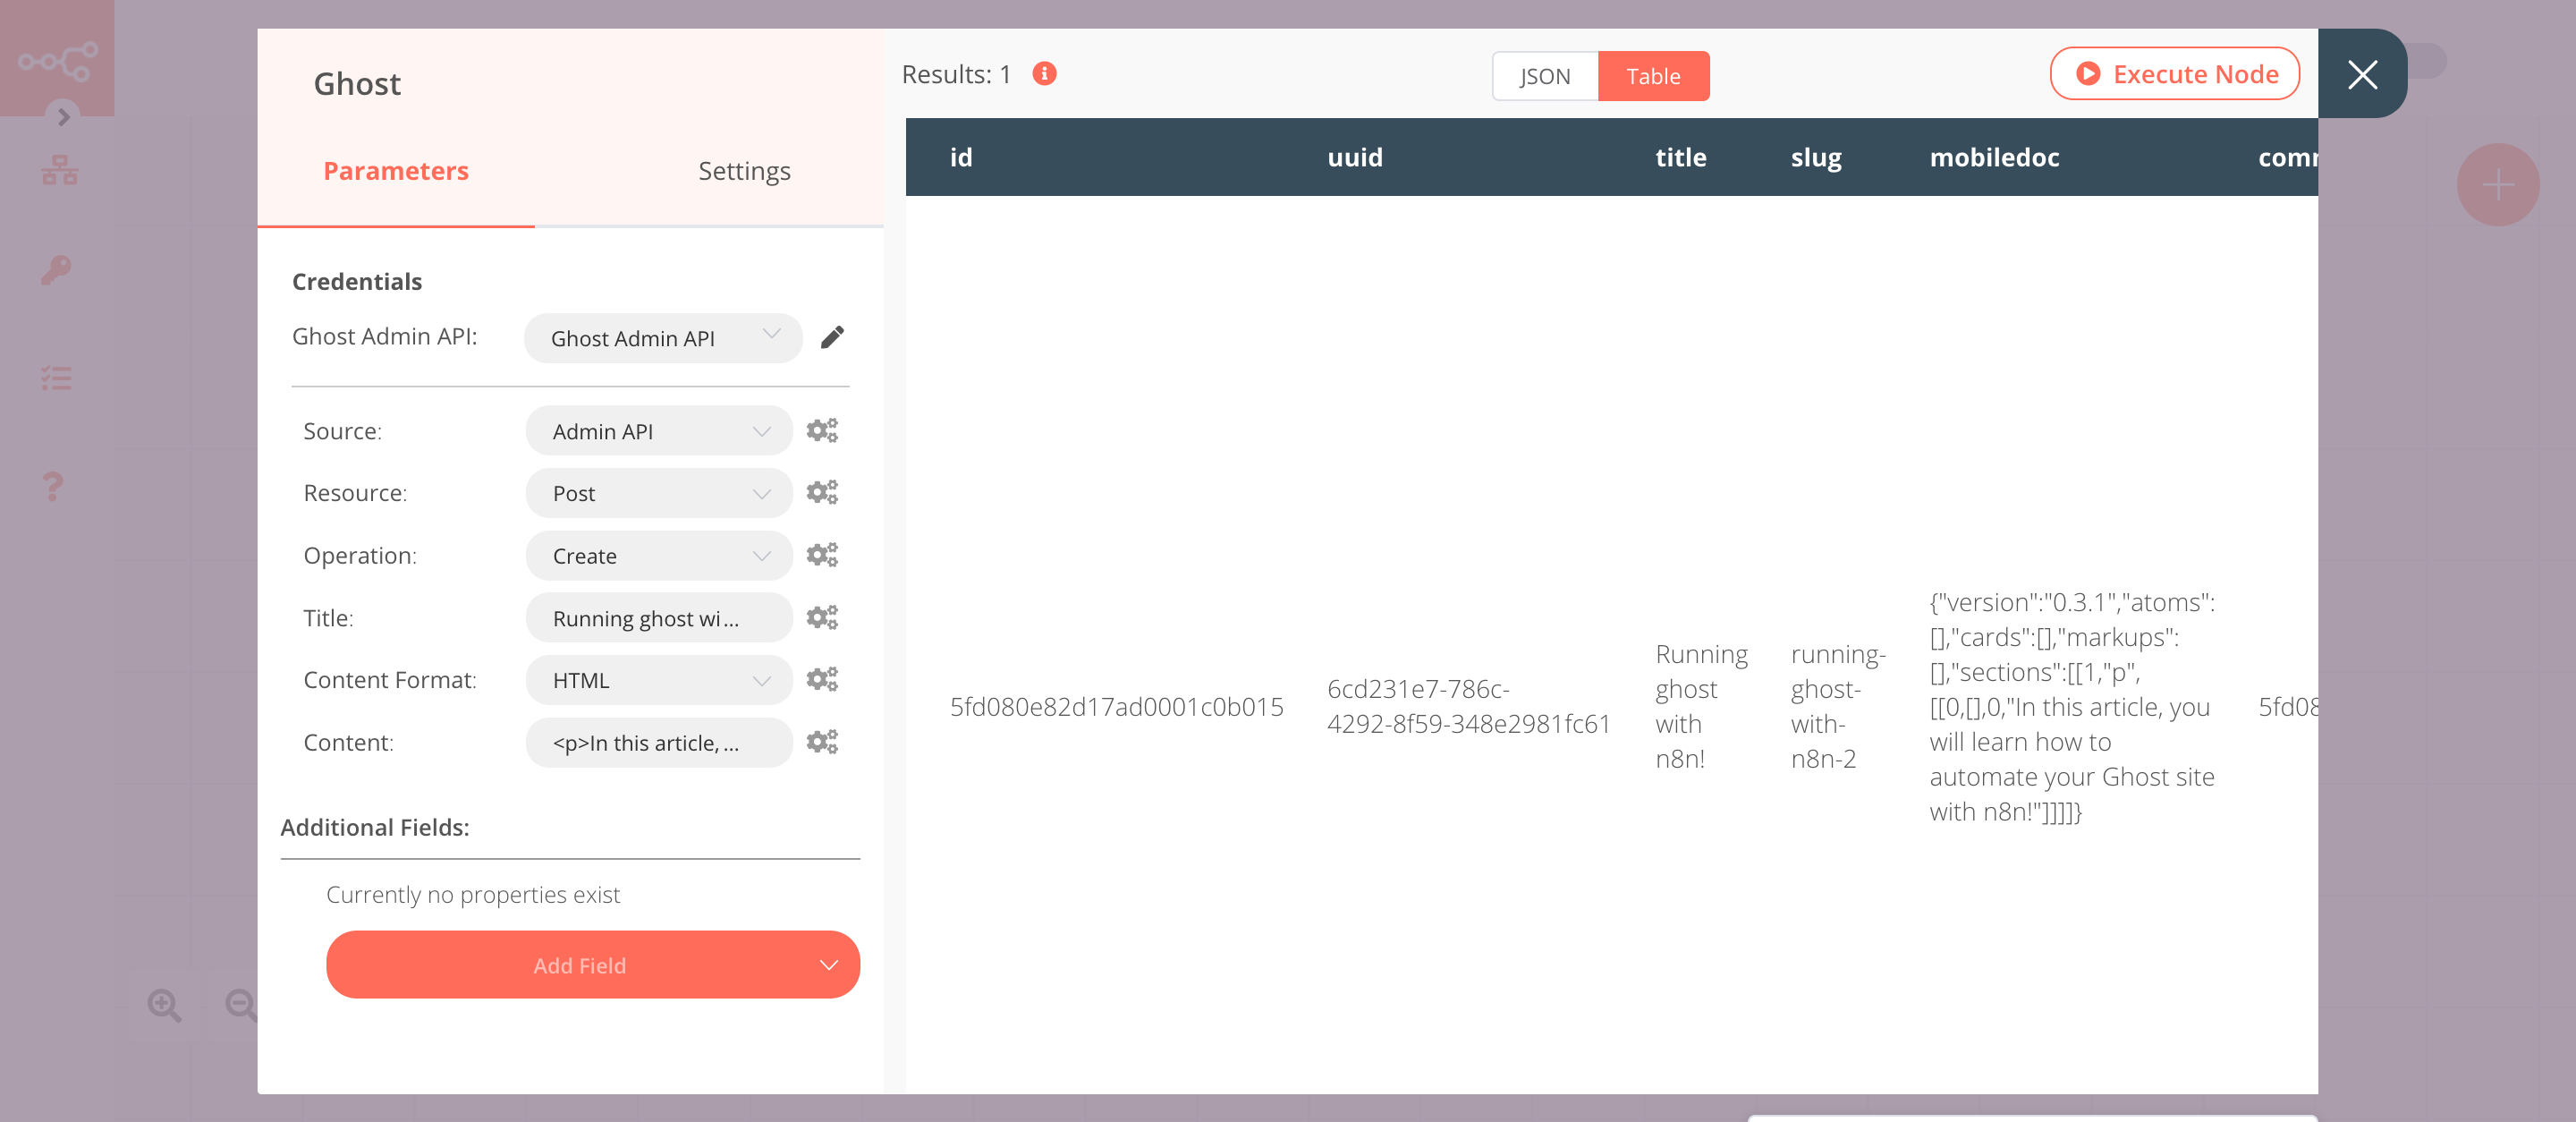 Ghost
Parameters
Settings
Credentials
Ghost Admin API:
Ghost Admin API
Source:
Admin API
Resource:
Post
Operation:
Create
Title:
Running ghost wi...
Content Format:
HTML
Content:
<p>In this article, ...
Additional Fields:
Currently no properties exist
Add Field
Results: 1
JSON
Table
Execute Node
id
uuid
title
slug
mobiledoc
5fd080e82d17ad0001c0b015
6cd231e7-786c-
4292-8f59-348e2981fc61
Running
ghost
with
n8n!
running-
ghost-
with-
n8n-2
{"version":"0.3.1","atoms":
[],"cards":[],"markups":
[],"sections":[[1,"p",
[[0,[],0,"In this article, you
will learn how to
automate your Ghost site
with n8n!"]]]]}
5fd08